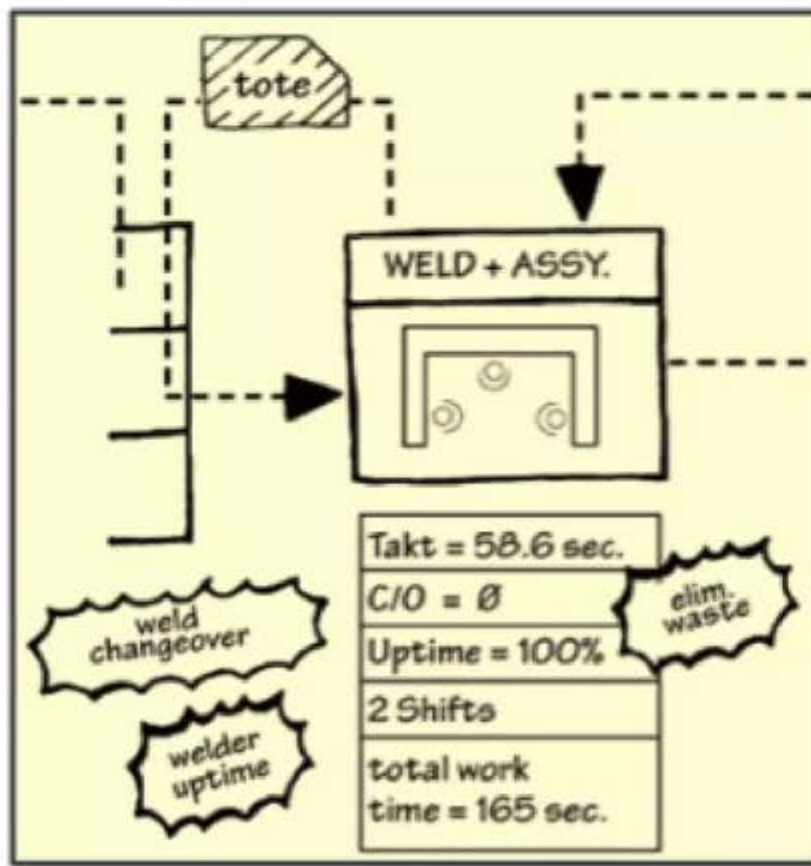 tote
WELD + ASSY.
Takt = 58.6 sec.
C/O = Ø
Uptime = 100%
2 Shifts
total work
time = 165 sec.
elim.
waste
weld
changeover
welder
uptime